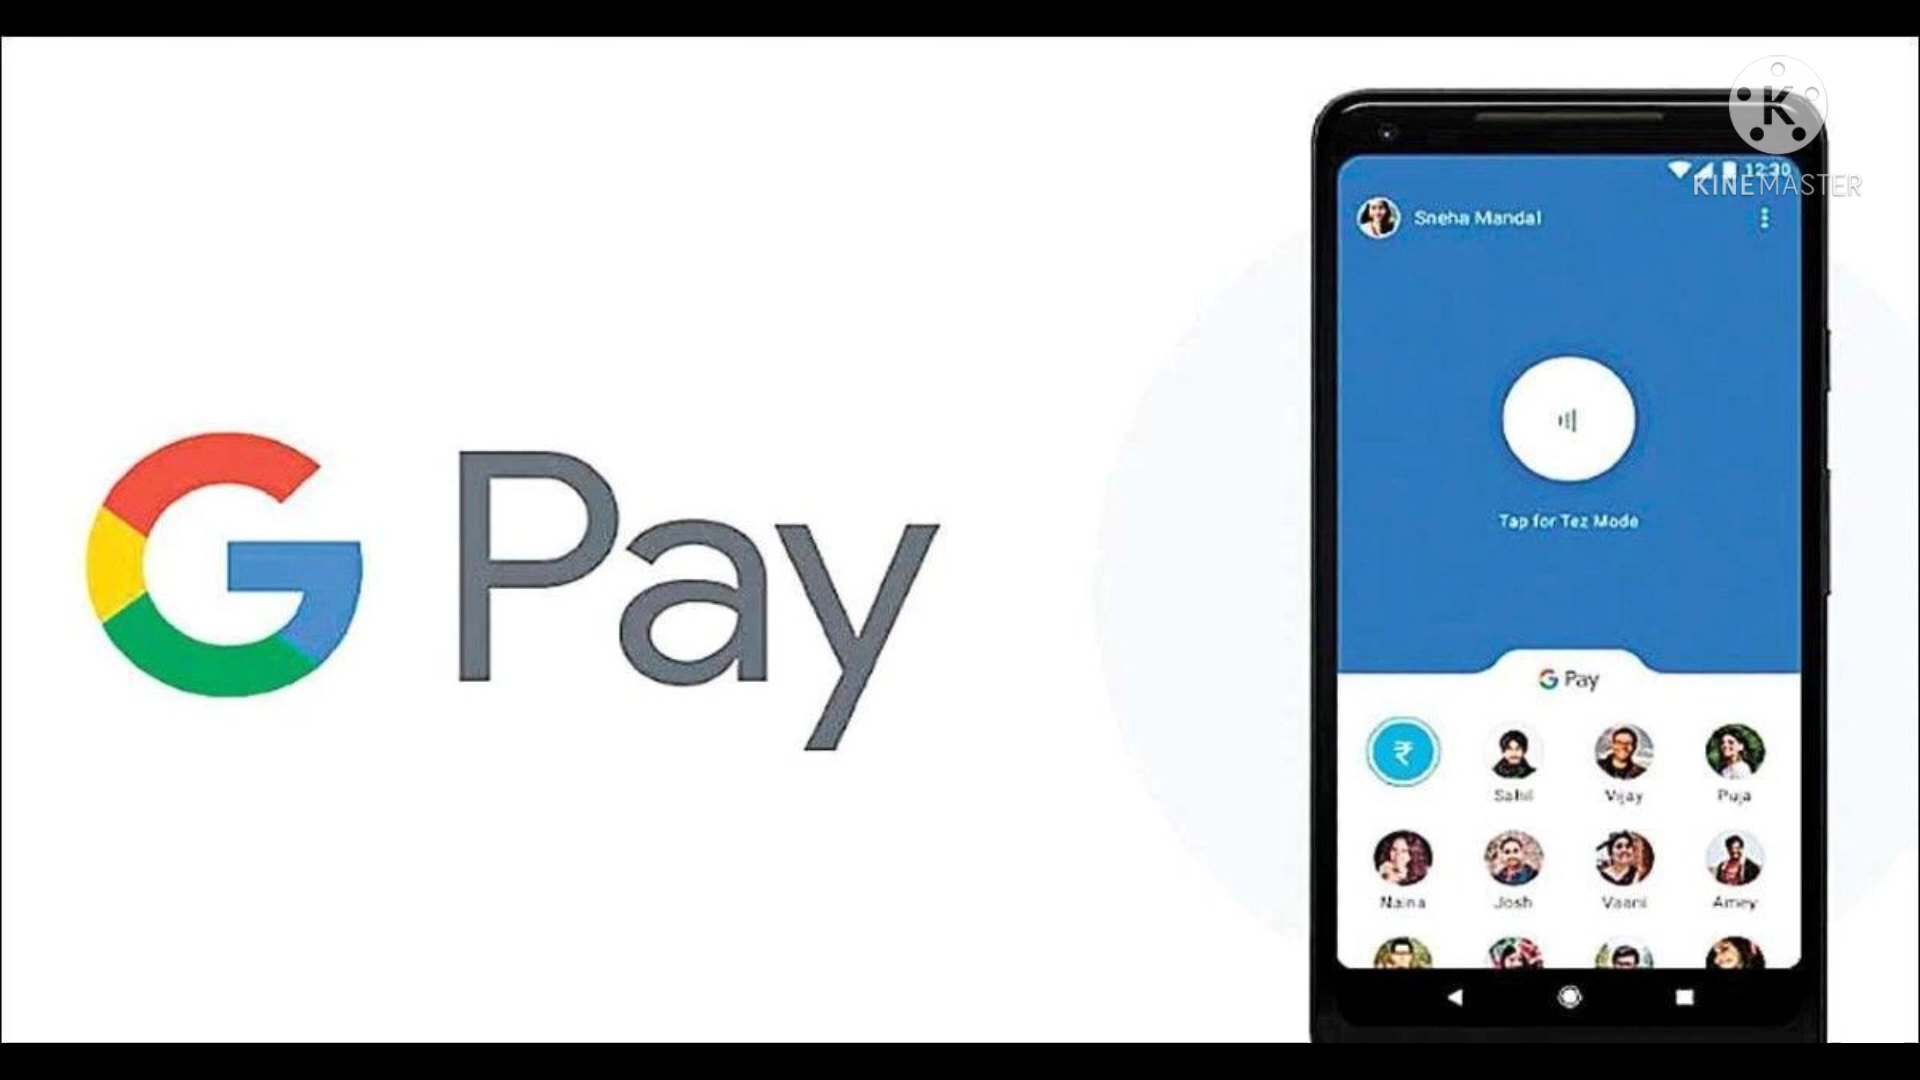 G Pay
K
KINEMASTER
12:30
Sneha Mandal
Tap for Tez Mode
G Pay
₹
Sahil
Vijay
Puja
Naina
Josh
Vaani
Amey